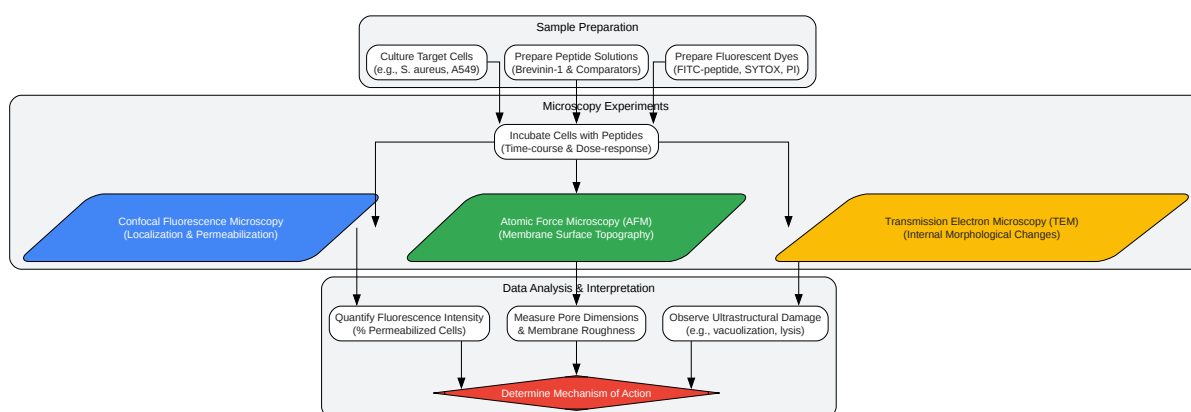 Sample Preparation
Culture Target Cells
(e.g., S. aureus, A549)
Prepare Peptide Solutions
(Brevinin-1 & Comparators)
Prepare Fluorescent Dyes
(FITC-peptide, SYTOX, PI)
Microscopy Experiments
Incubate Cells with Peptides
(Time-course & Dose-response)
Confocal Fluorescence Microscopy
(Localization & Permeabilization)
Atomic Force Microscopy (AFM)
(Membrane Surface Topography)
Transmission Electron Microscopy (TEM)
(Internal Morphological Changes)
Data Analysis & Interpretation
Quantify Fluorescence Intensity
(% Permeabilized Cells)
Measure Pore Dimensions
& Membrane Roughness
Observe Ultrastructural Damage
(e.g., vacuolization, lysis)
Determine Mechanism of Action